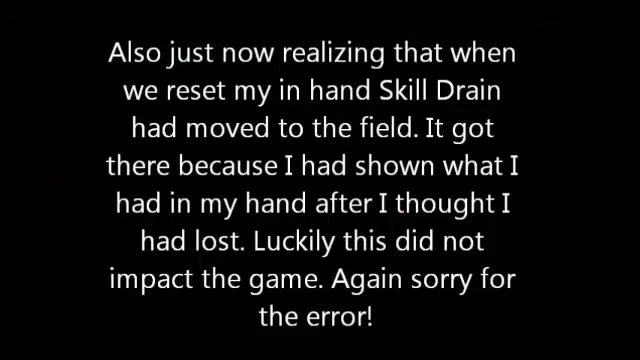 Also just now realizing that when
we reset my in hand Skill Drain
had moved to the field. It got
there because I had shown what I
had in my hand after I thought I
had lost. Luckily this did not
impact the game. Again sorry for
the error!